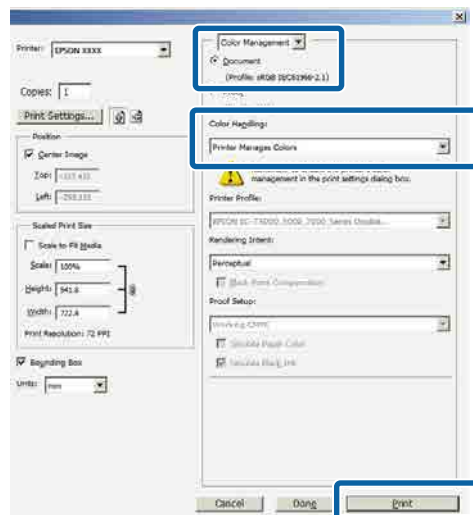 Printer: EPSON XXXX
Copies: 1
Print Settings...
Position
Center Image
Top:
Left:
Scaled Print Size
Scale to Fit Media
Scale: 100%
Height: 941.8
Width: 722.4
Print Resolution: 72 PPI
Bounding Box
Units: mm
Color Management
Document
(Profile: sRGB IEC61966-2.1)
Color Handling:
Printer Manages Colors
management in the print settings dialog box.
Printer Profile:
Rendering Intent:
Perceptual
Black Point Compensation
Proof Setup:
Working CMYK
Simulate Paper Color
Simulate Black Ink
Cancel
Done
Print